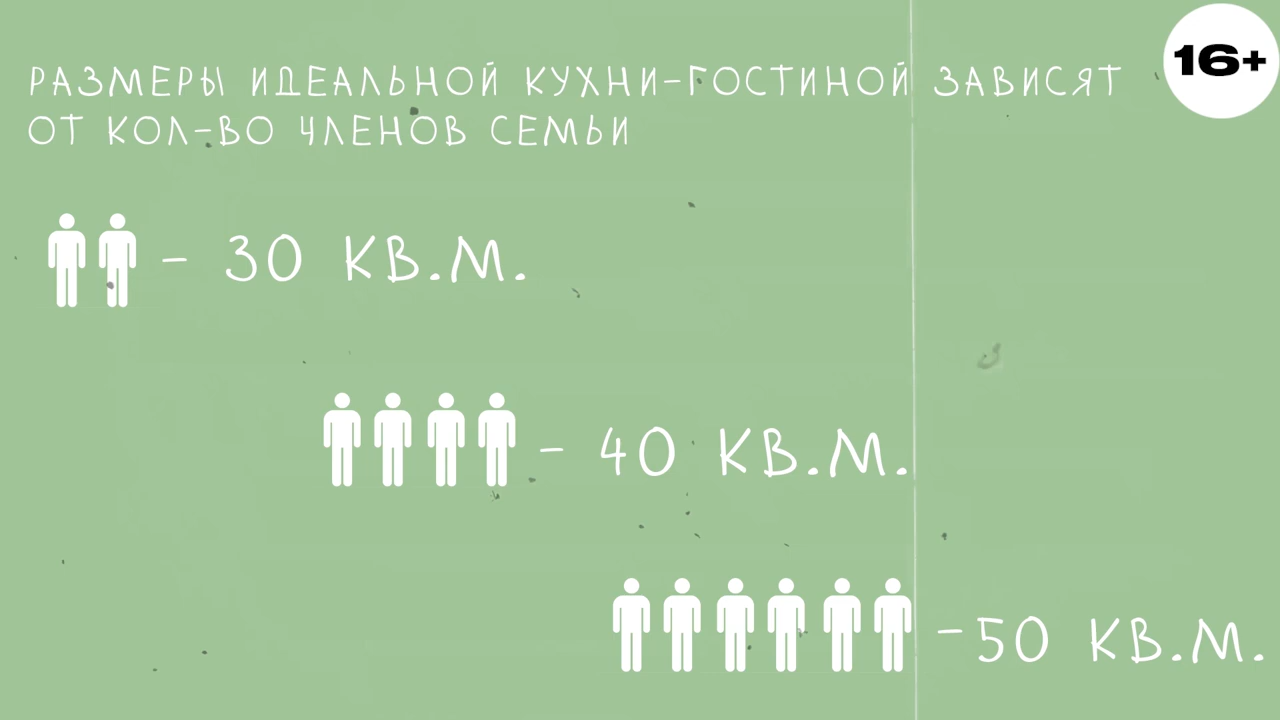 РАЗМЕРЫ ИДЕАЛЬНОЙ КУХНИ-ГОСТИНОЙ ЗАВИСЯТ
ОТ КОЛ-ВО ЧЛЕНОВ СЕМЬИ
16+
- 30 КВ.М.
- 40 КВ.М.
-50 КВ.М.